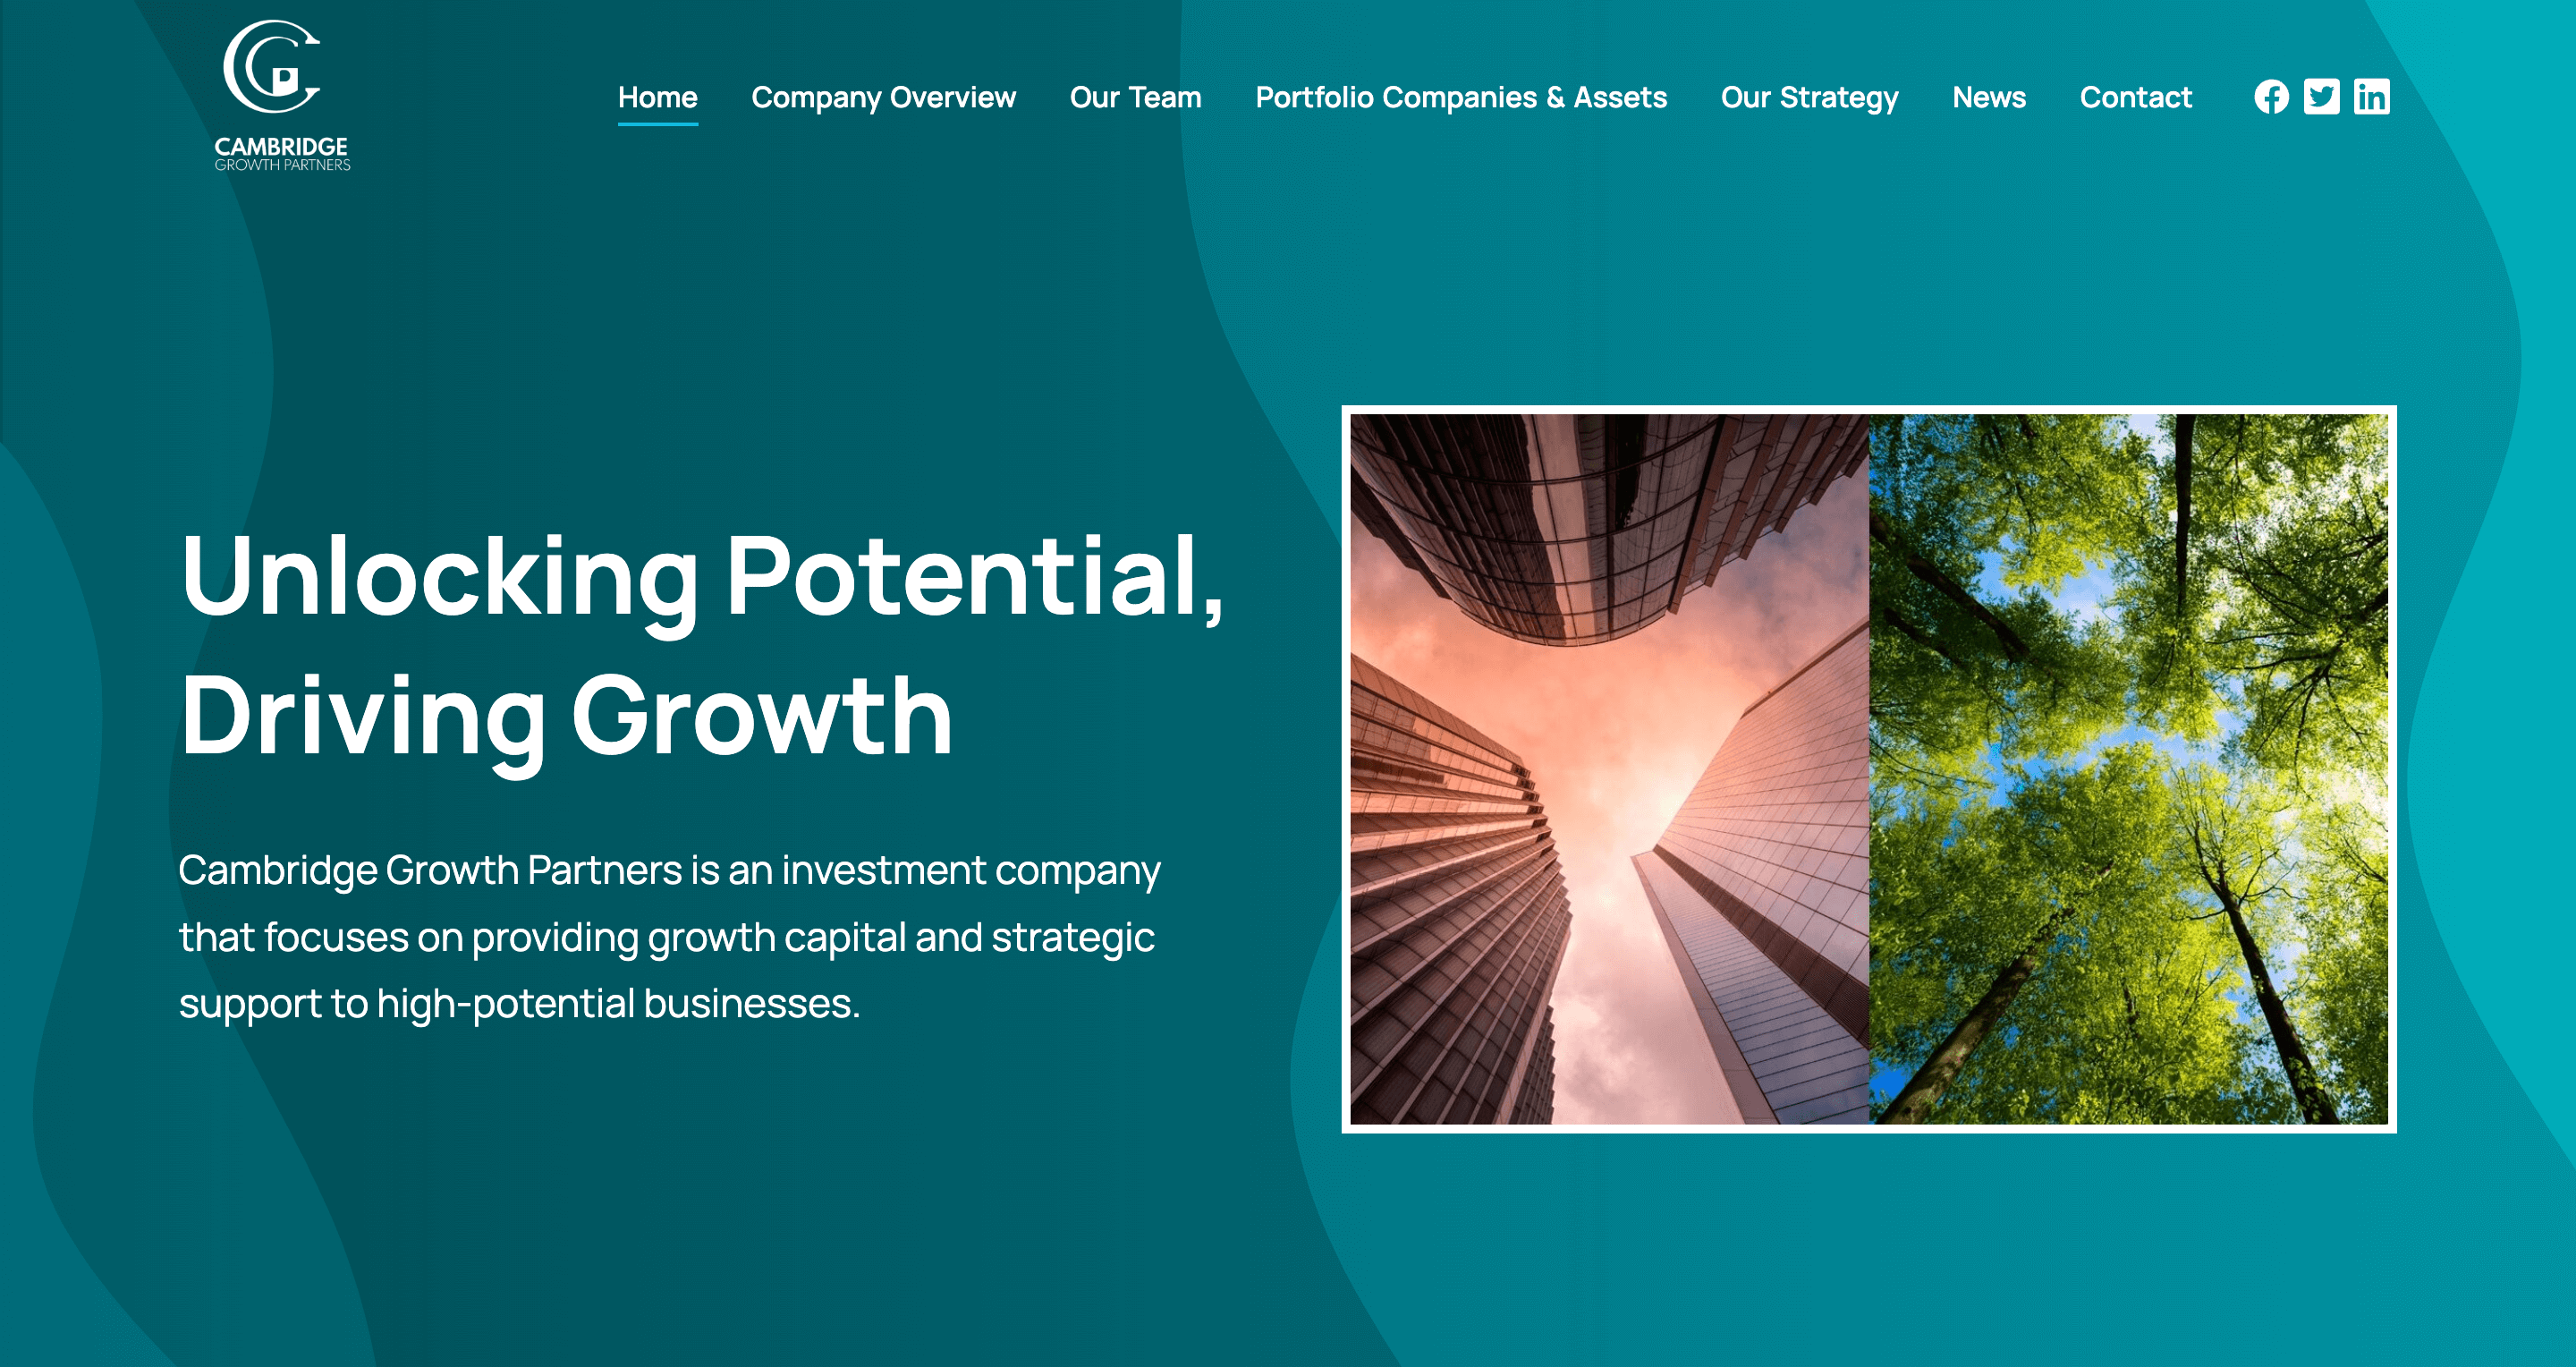 CAMBRIDGE
GROWTH PARTNERS
Home Company Overview Our Team Portfolio Companies & Assets Our Strategy News Contact
Unlocking Potential,
Driving Growth
Cambridge Growth Partners is an investment company
that focuses on providing growth capital and strategic
support to high-potential businesses.